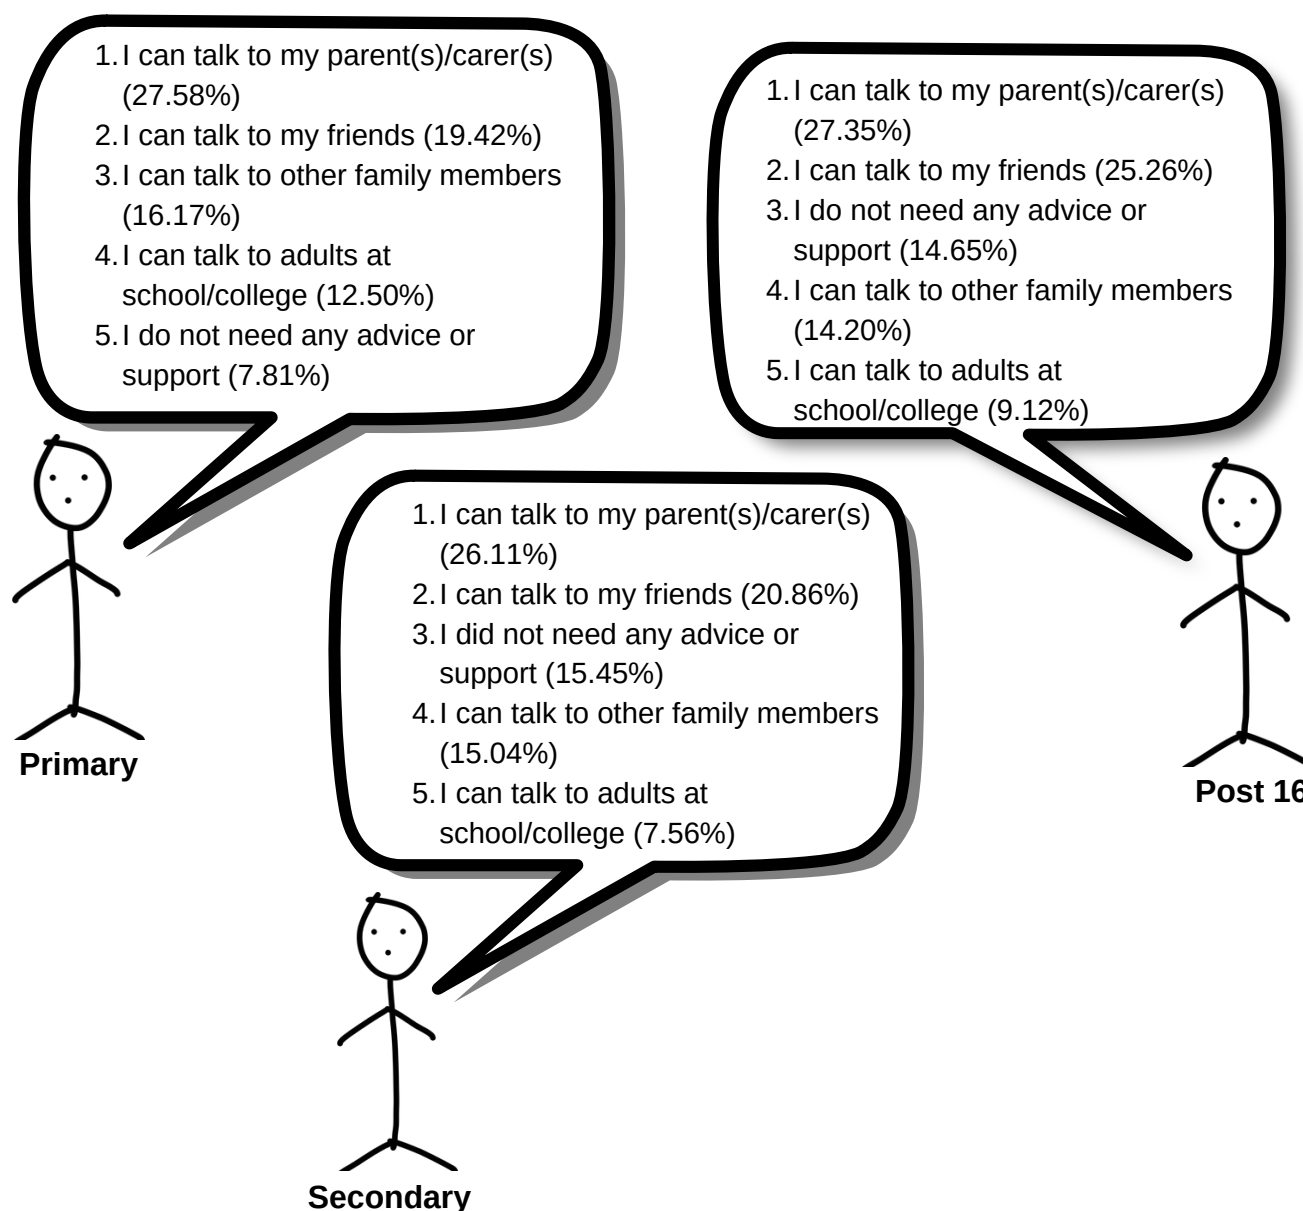 1. I can talk to my parent(s)/carer(s)
(27.58%)
2. I can talk to my friends (19.42%)
3. I can talk to other family members
(16.17%)
4. I can talk to adults at
school/college (12.50%)
5. I do not need any advice or
support (7.81%)
Primary
1. I can talk to my parent(s)/carer(s)
(27.35%)
2. I can talk to my friends (25.26%)
3. I do not need any advice or
support (14.65%)
4. I can talk to other family members
(14.20%)
5. I can talk to adults at
school/college (9.12%)
Post 16
1. I can talk to my parent(s)/carer(s)
(26.11%)
2. I can talk to my friends (20.86%)
3. I did not need any advice or
support (15.45%)
4. I can talk to other family members
(15.04%)
5. I can talk to adults at
school/college (7.56%)
Secondary